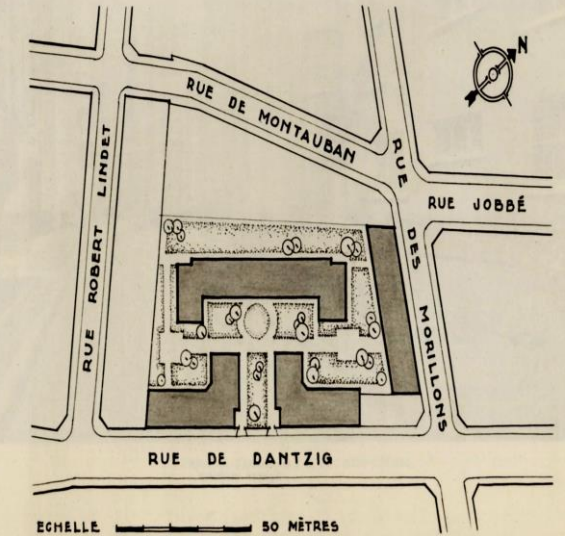 N
RUE DE MONTAUBAN
RUE ROBERT LINDET
RUE DES MORILLONS
RUE JOBBÉ
RUE DE DANTZIG
ECHELLE 50 MÈTRES